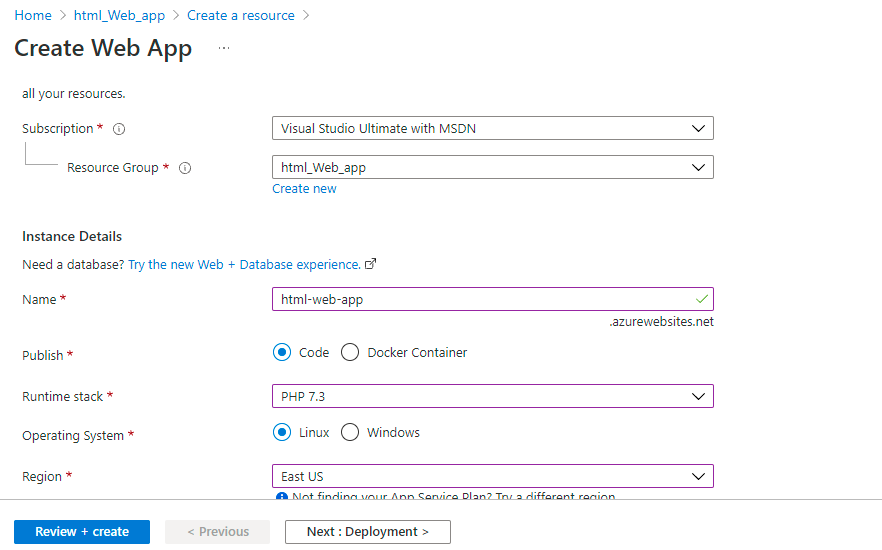 Home > html_Web_app > Create a resource >
Create Web App ...
all your resources.
Subscription * Visual Studio Ultimate with MSDN
Resource Group * html_Web_app
Create new
Instance Details
Need a database? Try the new Web + Database experience.
Name * html-web-app
.azurewebsites.net
Publish * Code Docker Container
Runtime stack * PHP 7.3
Operating System * Linux Windows
Region * East US
Not finding your App Service Plan? Try a different region
Review + create < Previous Next : Deployment >